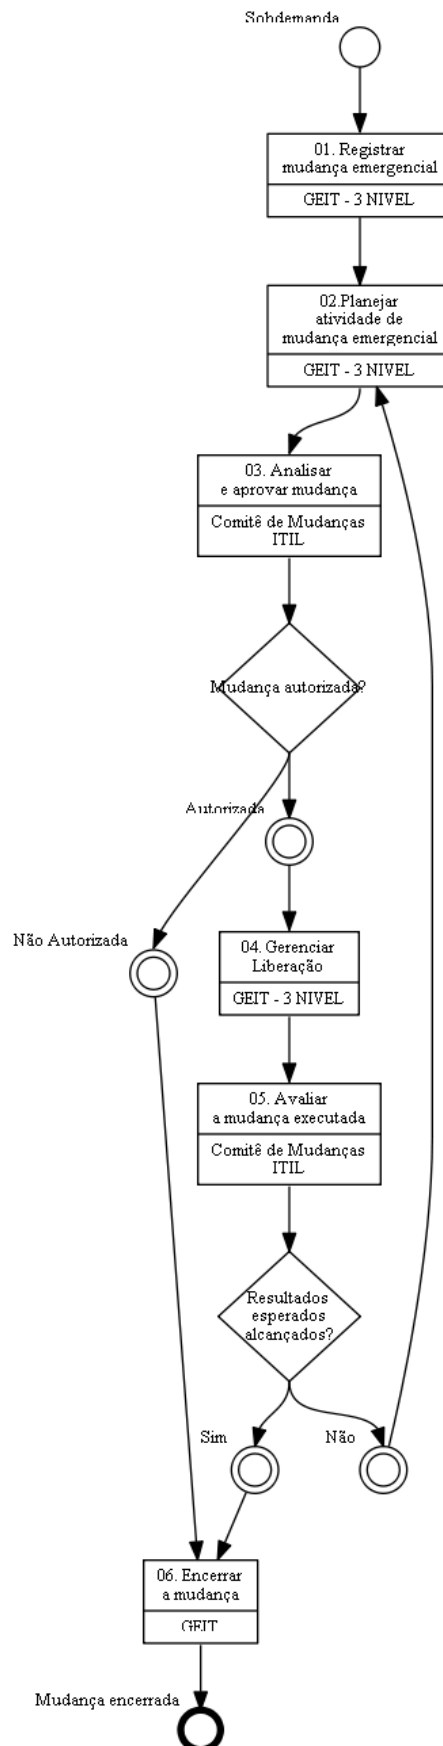 Sobdemanda
01. Registrar
mudança emergencial
GEIT - 3 NIVEL
02.Planejar
atividade de
mudança emergencial
GEIT - 3 NIVEL
03. Analisar
e aprovar mudança
Comitê de Mudanças
ITIL
Mudança autorizada?
Autorizada
Não Autorizada
04. Gerenciar
Liberação
GEIT - 3 NIVEL
05. Avaliar
a mudança executada
Comitê de Mudanças
ITIL
Resultados
esperados
alcançados?
Sim
Não
06. Encerrar
a mudança
GEIT
Mudança encerrada